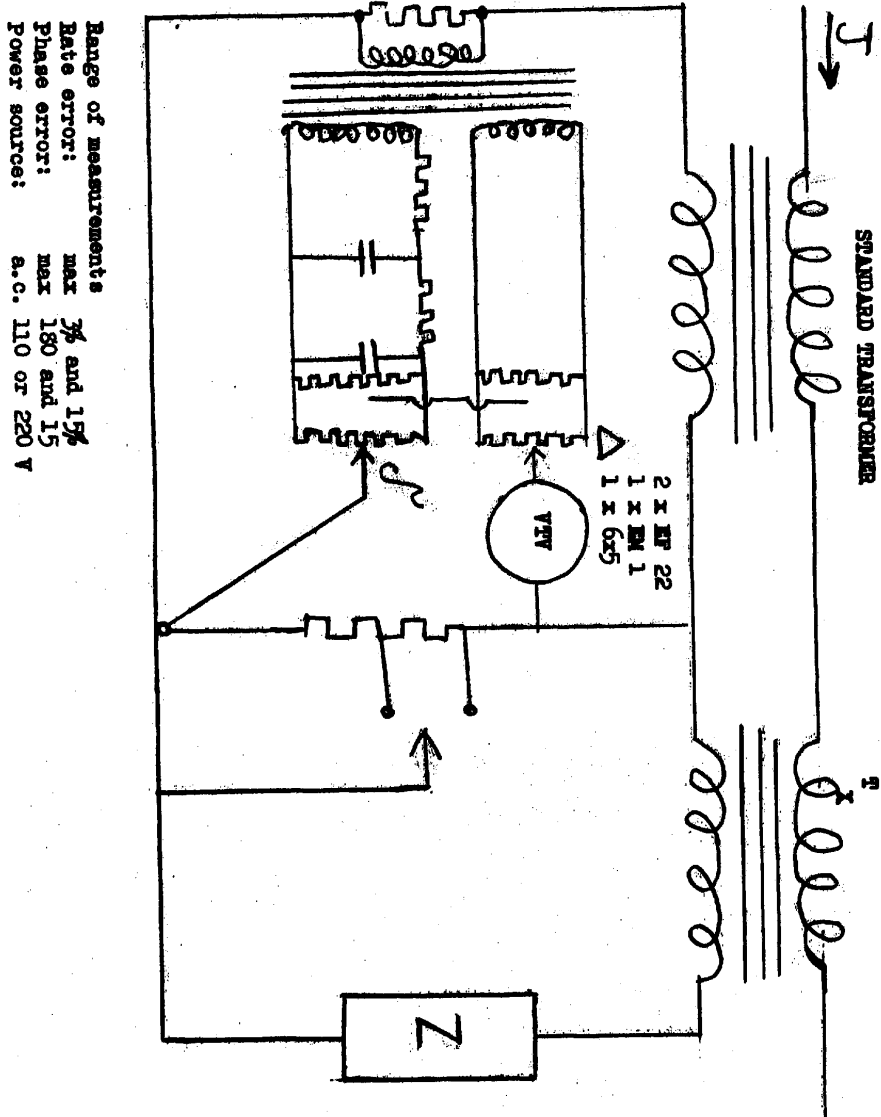 J
STANDARD TRANSFORMER
T
X
2 x EF 22
1 x EM 1
1 x 6x5
VTV
Z
Range of measurements
Rate error: max 3% and 15%
Phase error: max 180 and 15
Power source: a.c. 110 or 220 V